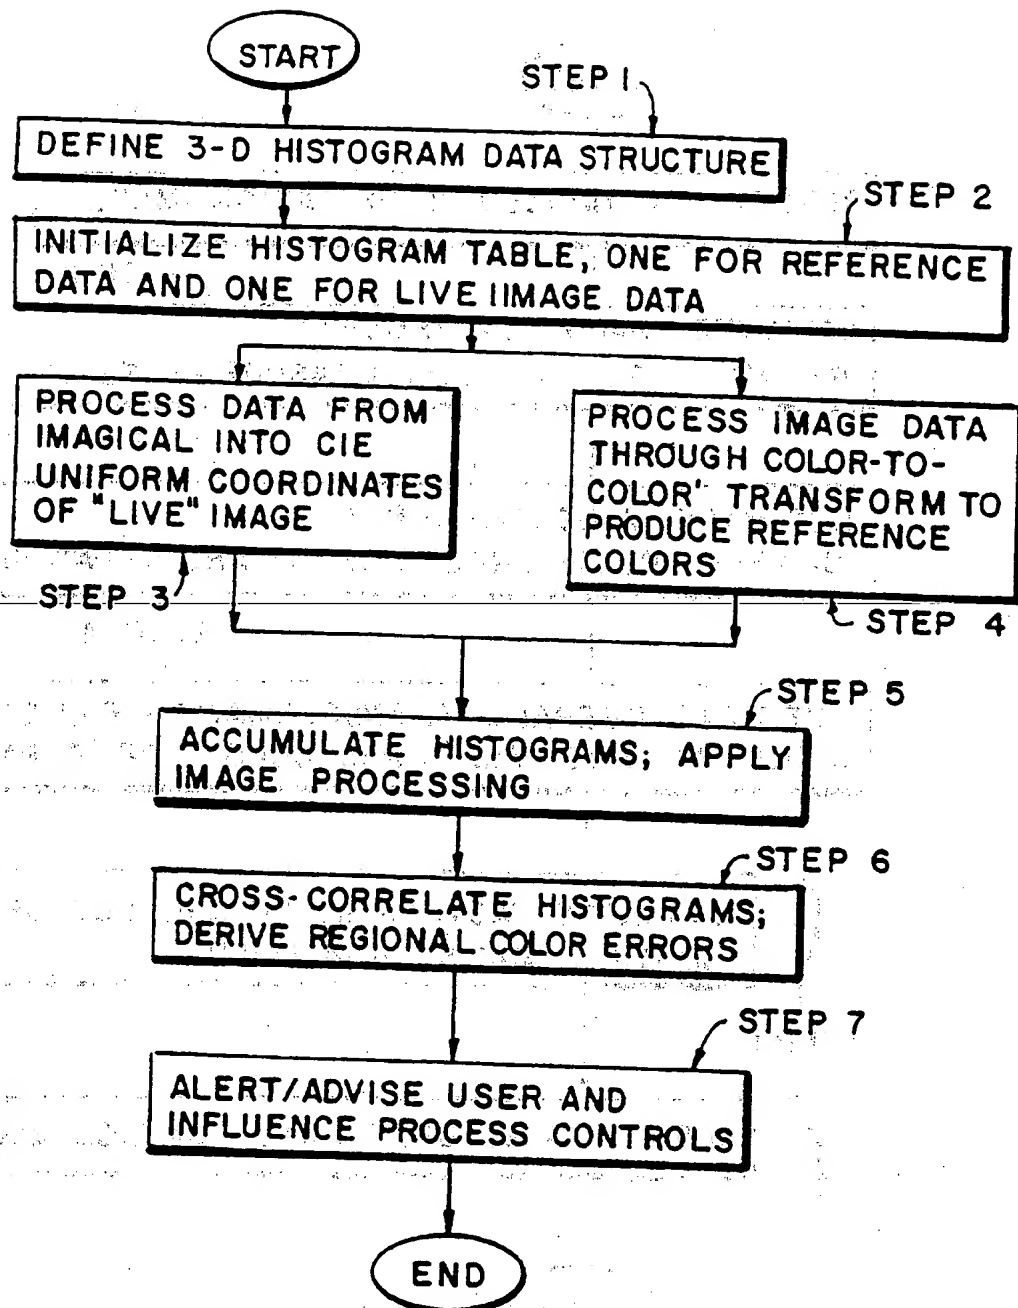 START
STEP 1
DEFINE 3-D HISTOGRAM DATA STRUCTURE
STEP 2
INITIALIZE HISTOGRAM TABLE, ONE FOR REFERENCE
DATA AND ONE FOR LIVE IIMAGE DATA
PROCESS DATA FROM
IMAGICAL INTO CIE
UNIFORM COORDINATES
OF "LIVE" IMAGE
STEP 3
PROCESS IMAGE DATA
THROUGH COLOR-TO-
COLOR' TRANSFORM TO
PRODUCE REFERENCE
COLORS
STEP 4
STEP 5
ACCUMULATE HISTOGRAMS; APPLY
IMAGE PROCESSING
STEP 6
CROSS-CORRELATE HISTOGRAMS;
DERIVE REGIONAL COLOR ERRORS
STEP 7
ALERT/ADVISE USER AND
INFLUENCE PROCESS CONTROLS
END